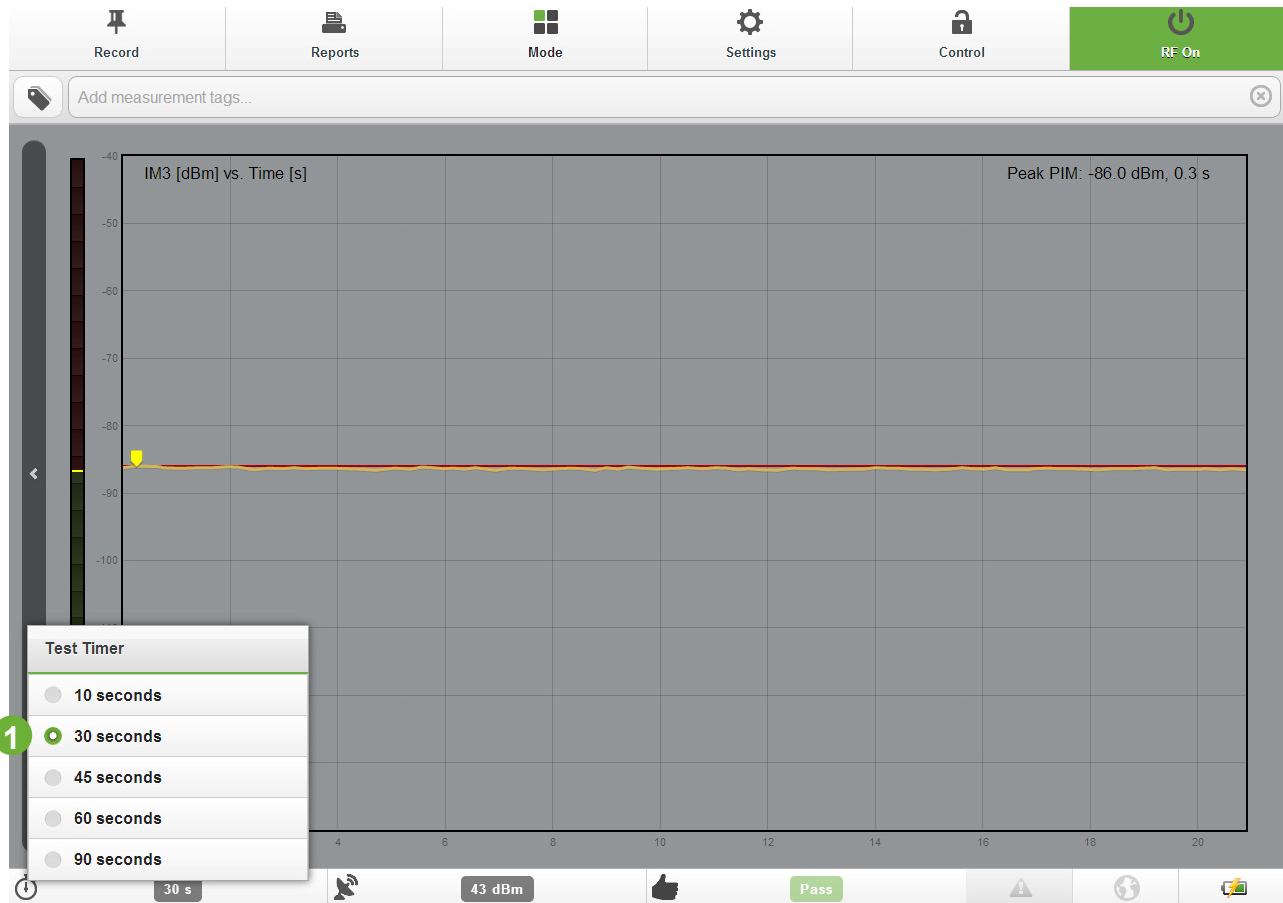 Record
Reports
Mode
Settings
Control
RF On
Add measurement tags...
IM3 [dBm] vs. Time [s]
Peak PIM: -86.0 dBm, 0.3 s
-40
-50
-60
-70
-80
-90
-100
Test Timer
10 seconds
1
30 seconds
45 seconds
60 seconds
90 seconds
4
6
8
10
12
14
16
18
20
30 s
43 dBm
Pass